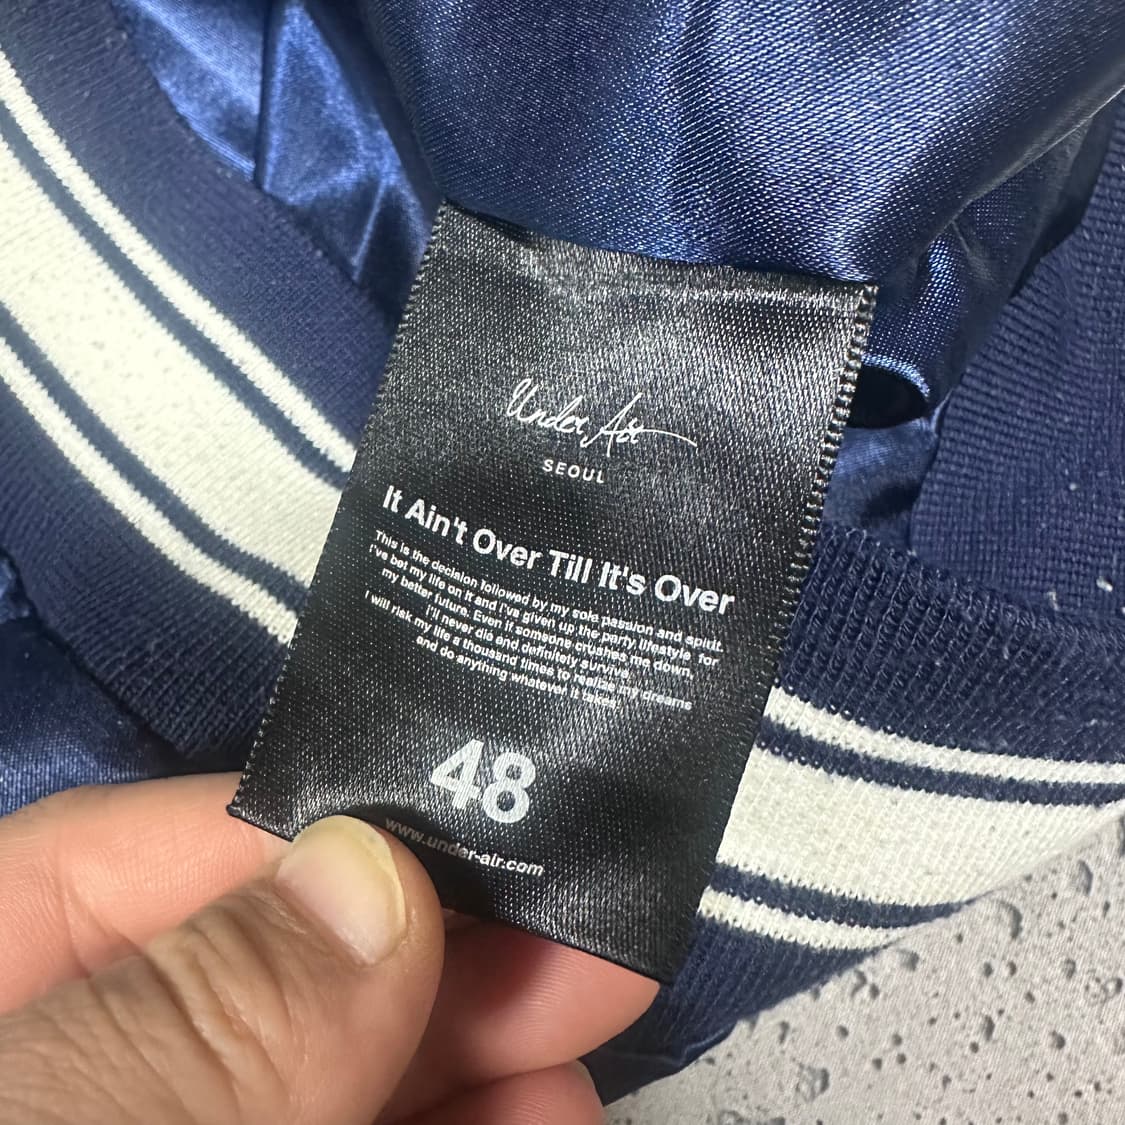 Under Air
SEOUL
It Ain't Over Till It's Over
This is the decision followed by my sole passion and spirit.
I've bet my life on it and I've given up the party lifestyle for
my better future. Even if someone crushes me down,
I'll never die and definitely survive.
I will risk my life a thousand times to realize my dreams
and do anything whatever it takes.
48
www.under-air.com